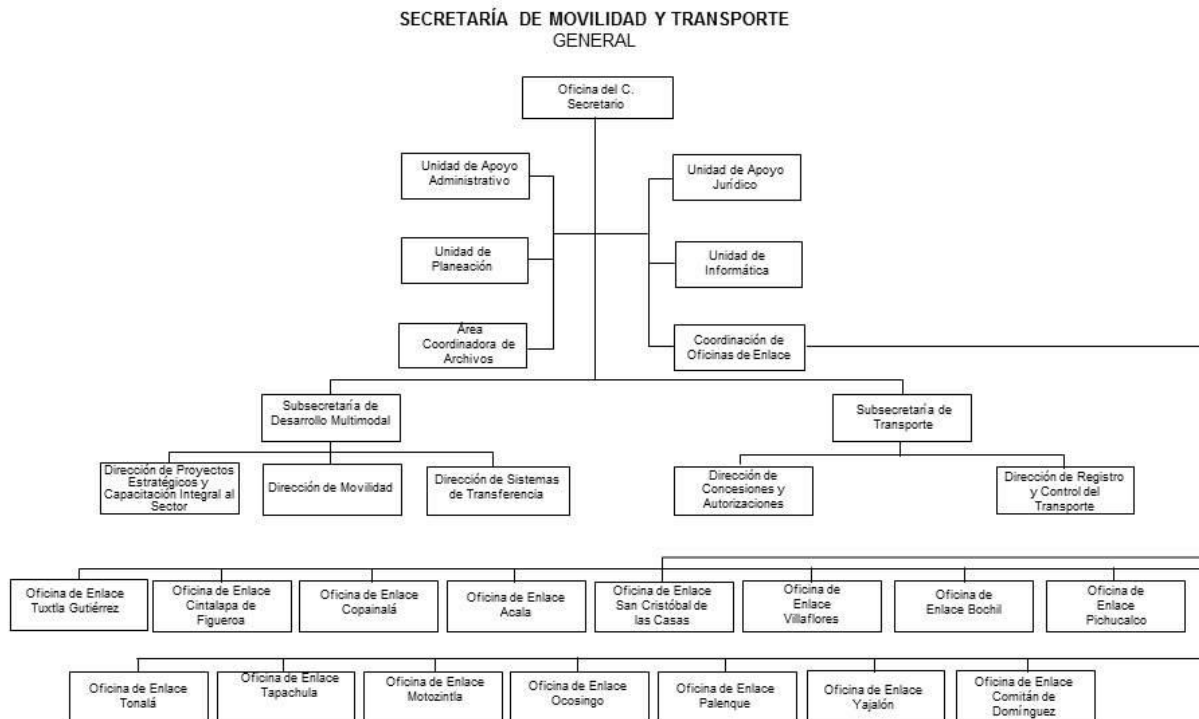 SECRETARÍA DE MOVILIDAD Y TRANSPORTE
GENERAL
Oficina del C.
Secretario
Unidad de Apoyo
Administrativo
Unidad de Apoyo
Jurídico
Unidad de
Planeación
Unidad de
Informática
Área
Coordinadora de
Archivos
Coordinación de
Oficinas de Enlace
Subsecretaría de
Desarrollo Multimodal
Subsecretaría de
Transporte
Dirección de Proyectos
Estratégicos y
Capacitación Integral al
Sector
Dirección de Movilidad
Dirección de Sistemas
de Transferencia
Dirección de
Concesiones y
Autorizaciones
Dirección de Registro
y Control del
Transporte
Oficina de Enlace
Tuxtla Gutiérrez
Oficina de Enlace
Cintalapa de
Figueroa
Oficina de Enlace
Copainalá
Oficina de Enlace
Acala
Oficina de Enlace
San Cristóbal de
las Casas
Oficina de
Enlace
Villaflores
Oficina de
Enlace Bochil
Oficina de
Enlace
Pichucalco
Oficina de Enlace
Tonalá
Oficina de Enlace
Tapachula
Oficina de Enlace
Motozintla
Oficina de Enlace
Ocosingo
Oficina de Enlace
Palenque
Oficina de Enlace
Yajalón
Oficina de Enlace
Comitán de
Domínguez